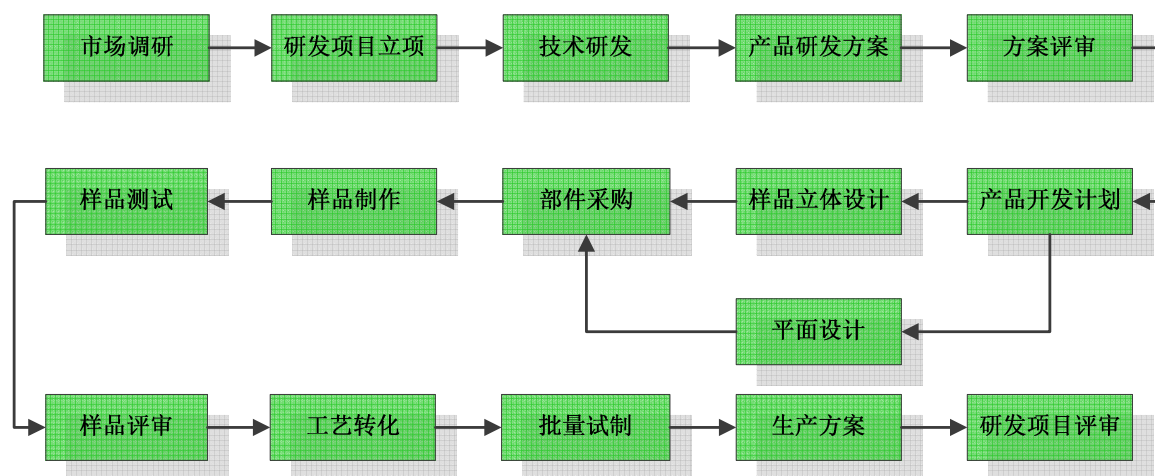 市场调研
研发项目立项
技术研发
产品研发方案
方案评审
样品测试
样品制作
部件采购
样品立体设计
产品开发计划
平面设计
样品评审
工艺转化
批量试制
生产方案
研发项目评审